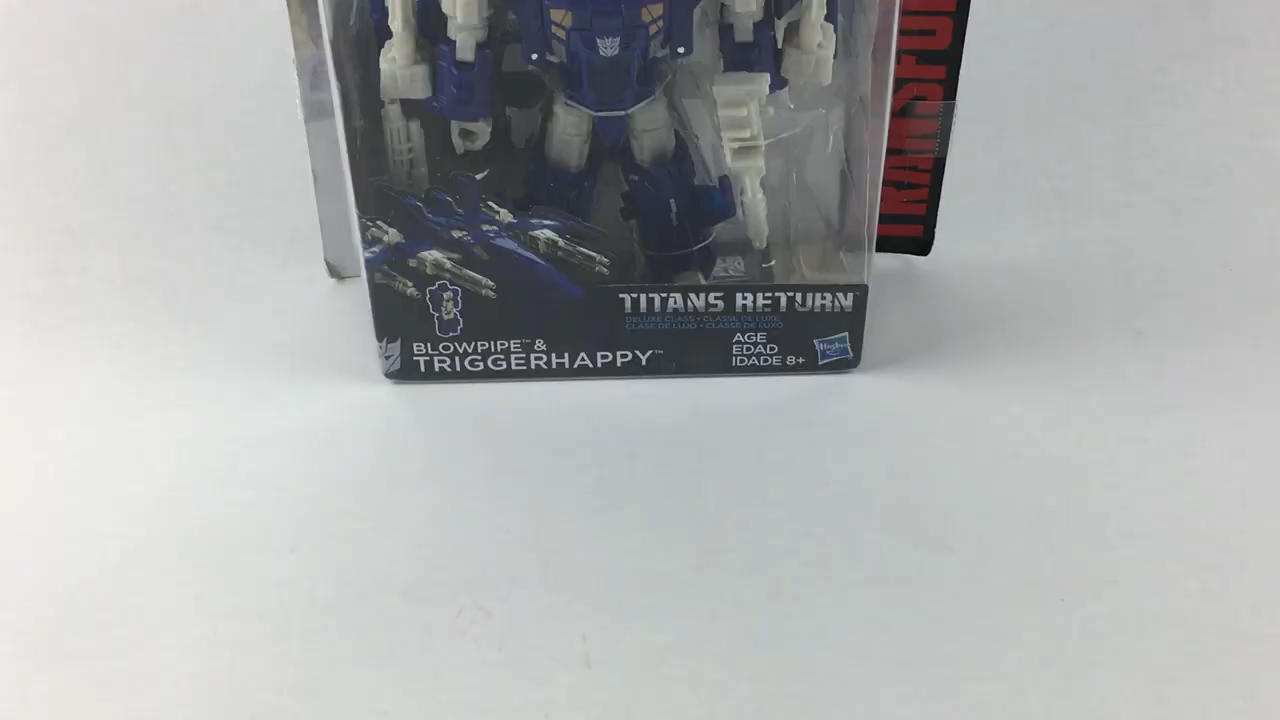 TRANSFOR
TITANS RETURN
DELUXE CLASS • CLASSE DE LUXE
CLASE DE LUJO • CLASSE DE LUXO
BLOWPIPE™ &
TRIGGERHAPPY™
AGE
EDAD
IDADE 8+
Hasbro